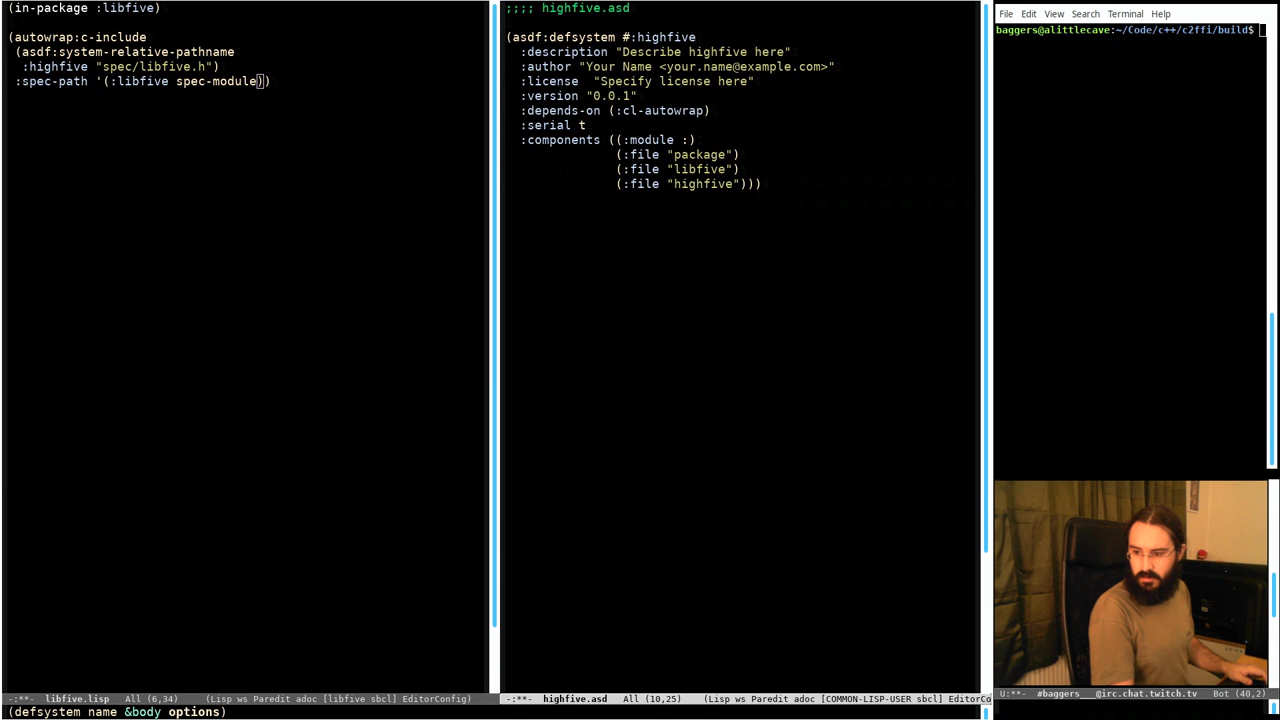 (in-package :libfive)
(autowrap:c-include
(asdf:system-relative-pathname
:highfive "spec/libfive.h")
:spec-path '(:libfive spec-module))
-:**-  libfive.lisp   All (6,34)     (Lisp ws Paredit adoc [libfive sbcl] EditorConfig)
(defsystem name &body options)
;;;; highfive.asd
(asdf:defsystem #:highfive
:description "Describe highfive here"
:author "Your Name <your.name@example.com>"
:license  "Specify license here"
:version "0.0.1"
:depends-on (:cl-autowrap)
:serial t
:components ((:module :)
(:file "package")
(:file "libfive")
(:file "highfive")))
-:**-  highfive.asd   All (10,25)    (Lisp ws Paredit adoc [COMMON-LISP-USER sbcl] EditorCo
File Edit View Search Terminal Help
baggers@alittlecave:~/Code/c++/c2ffi/build$
U:**-  #baggers___@irc.chat.twitch.tv   Bot (40,2)